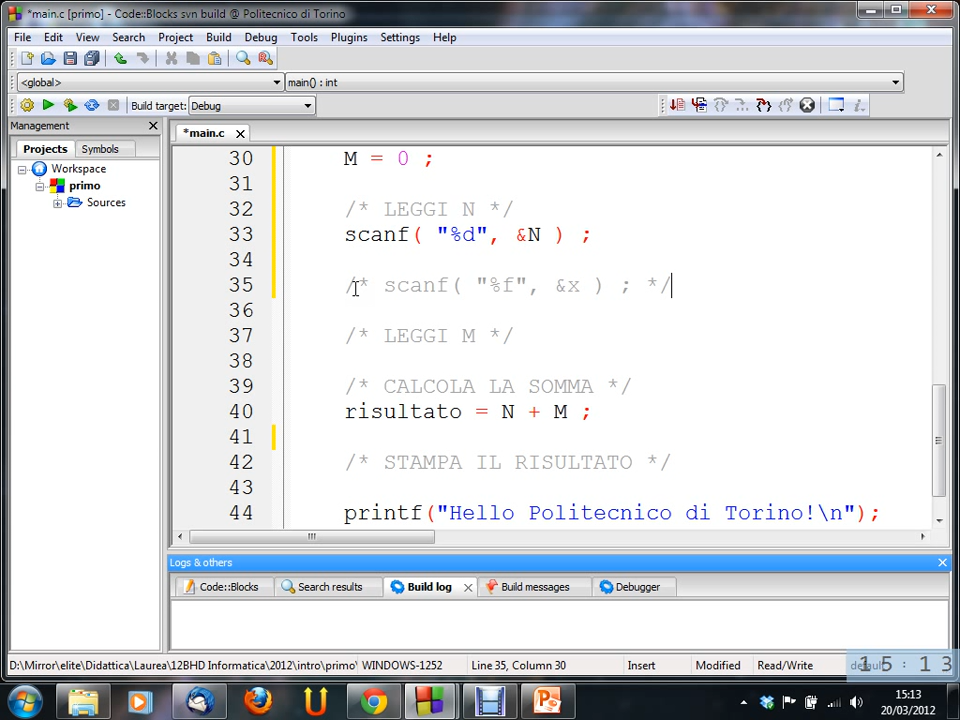 *main.c [primo] - Code::Blocks svn build @ Politecnico di Torino
File Edit View Search Project Build Debug Tools Plugins Settings Help
<global> main() : int
Build target: Debug
Management
Projects Symbols
Workspace
primo
Sources
*main.c
30 M = 0 ;
31
32 /* LEGGI N */
33 scanf( "%d", &N ) ;
34
35 /* scanf( "%f", &x ) ; */
36
37 /* LEGGI M */
38
39 /* CALCOLA LA SOMMA */
40 risultato = N + M ;
41
42 /* STAMPA IL RISULTATO */
43
44 printf("Hello Politecnico di Torino!\n");
Logs & others
Code::Blocks Search results Build log Build messages Debugger
D:\Mirror\elite\Didattica\Laurea\12BHD Informatica\2012\intro\primo\ WINDOWS-1252 Line 35, Column 30 Insert Modified Read/Write default
15:13
15:13
20/03/2012